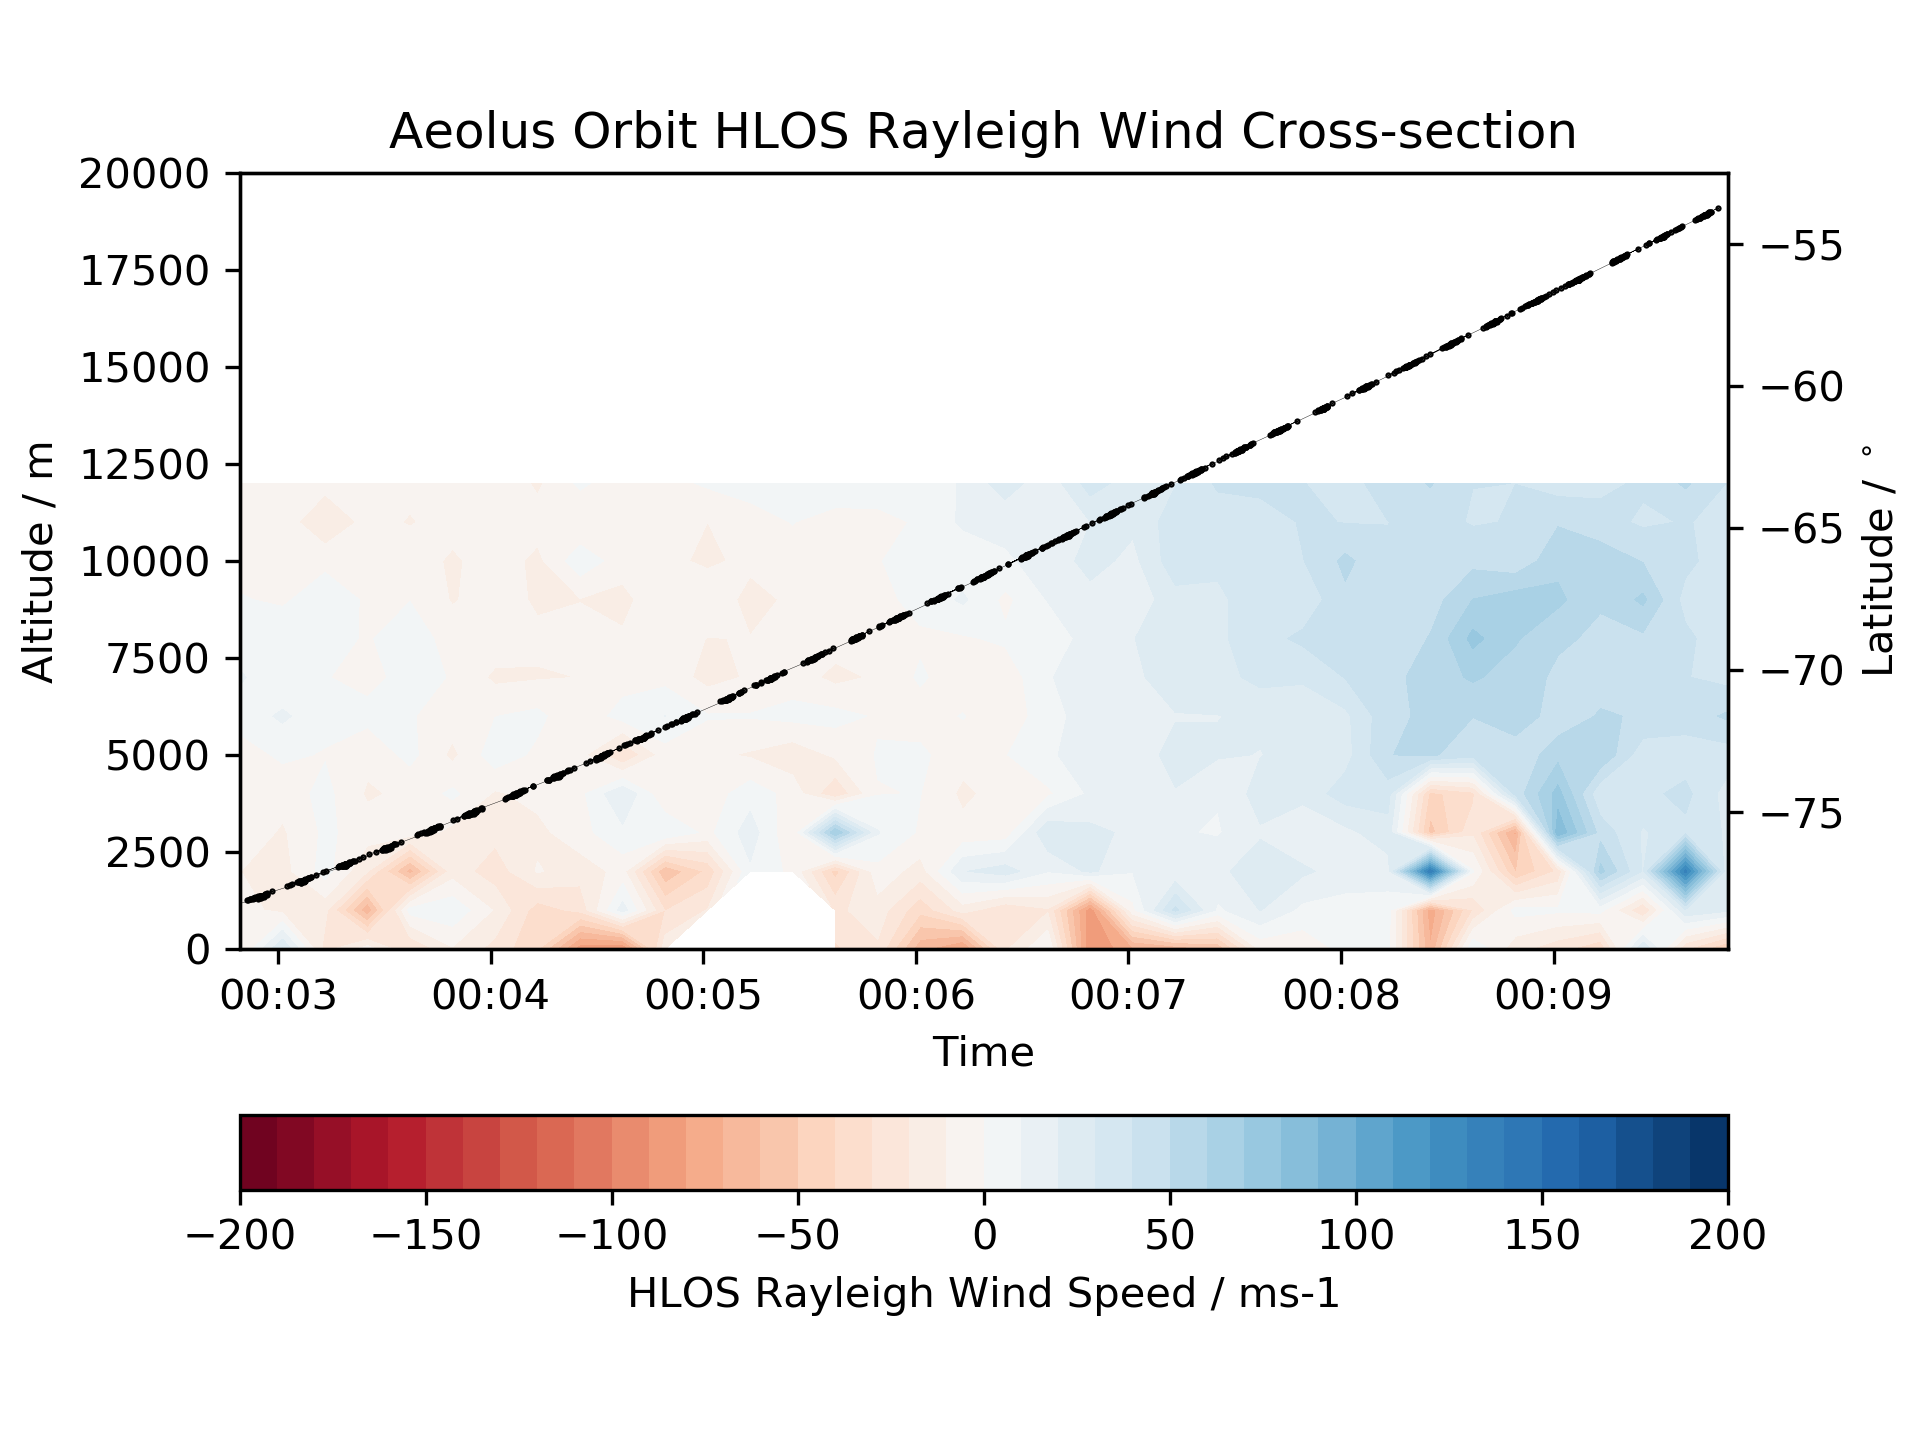 Aeolus Orbit HLOS Rayleigh Wind Cross-section
20000
17500
15000
12500
10000
7500
5000
2500
0
Altitude / m
−55
−60
−65
−70
−75
Latitude / °
00:03 00:04 00:05 00:06 00:07 00:08 00:09
Time
−200 −150 −100 −50 0 50 100 150 200
HLOS Rayleigh Wind Speed / ms-1